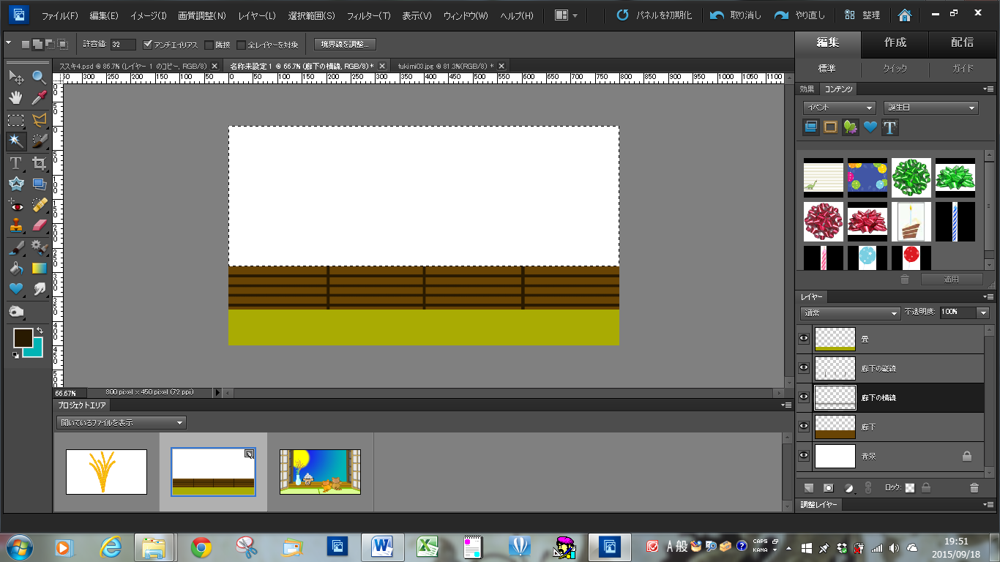 ファイル(F) 編集(E) イメージ(I) 画質調整(N) レイヤー(L) 選択範囲(S) フィルター(T) 表示(V) ウィンドウ(W) ヘルプ(H) パネルを初期化 取り消し やり直し 整理
許容値: 32 アンチエイリアス 隣接 全レイヤーを対象 境界線を調整...
編集 作成 配信
標準 クイック ガイド
ススキ4.psd @ 86.7% (レイヤー 1 のコピー, RGB/8) 名称未設定 1 @ 66.7% (廊下の横線, RGB/8) * tukimi03.jpg @ 81.3%(RGB/8) *
300 250 200 150 100 50 0 50 100 150 200 250 300 350 400 450 500 550 600 650 700 750 800 850 900 950 1000 1050 1100
効果 コンテンツ
イベント 誕生日
T
適用
レイヤー
通常 不透明度: 100%
畳
廊下の縦線
廊下の横線
廊下
背景
ロック:
調整レイヤー
66.67% 800 pixel x 450 pixel (72 ppi)
プロジェクトエリア
開いているファイルを表示
A 般 CAPS KANA
19:51
2015/09/18